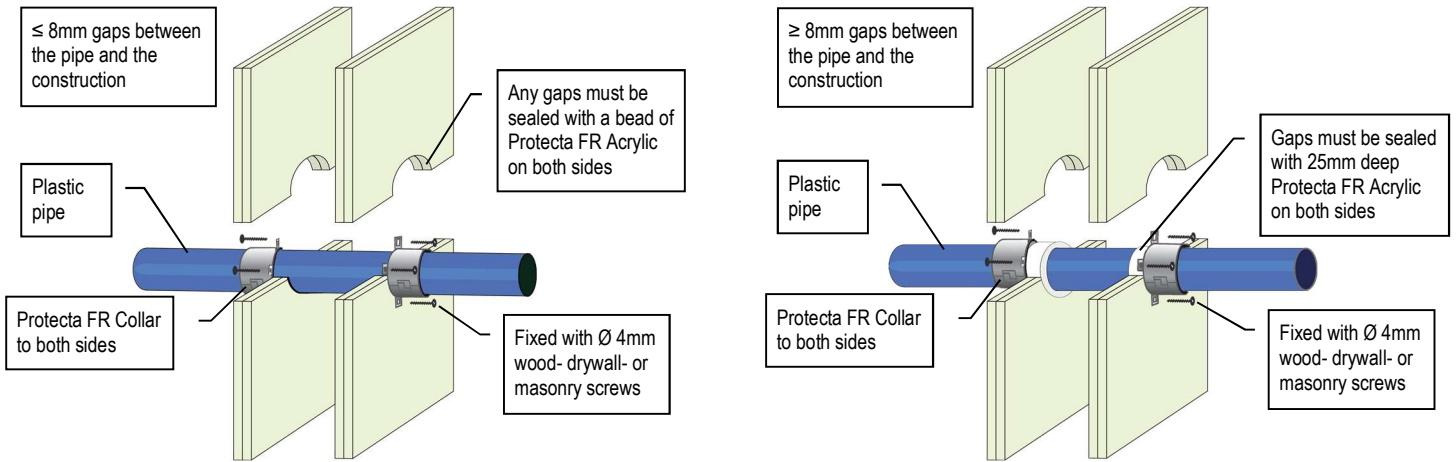 ≤ 8mm gaps between
the pipe and the
construction
Any gaps must be
sealed with a bead of
Protecta FR Acrylic
on both sides
Plastic
pipe
Protecta FR Collar
to both sides
Fixed with Ø 4mm
wood- drywall- or
masonry screws
≥ 8mm gaps between
the pipe and the
construction
Gaps must be sealed
with 25mm deep
Protecta FR Acrylic
on both sides
Plastic
pipe
Protecta FR Collar
to both sides
Fixed with Ø 4mm
wood- drywall- or
masonry screws